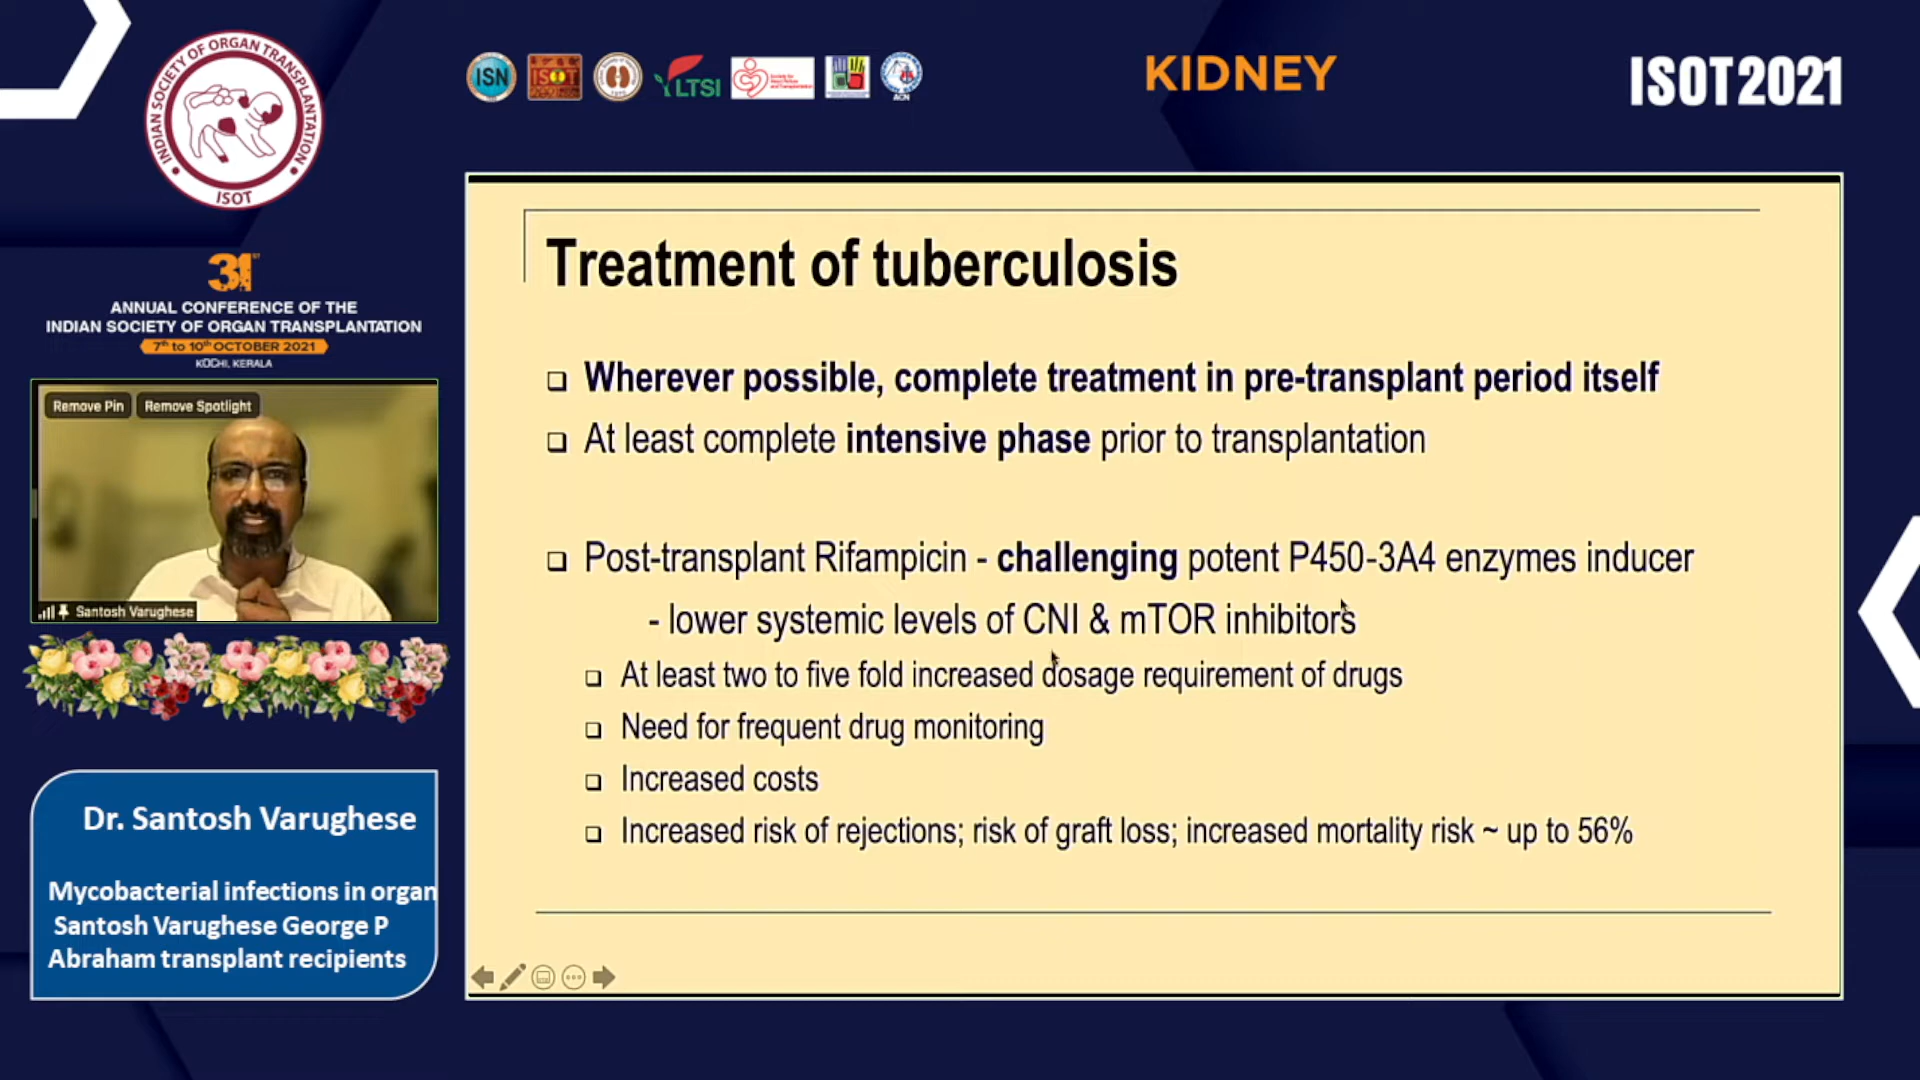 INDIAN SOCIETY OF ORGAN TRANSPLANTATION
ISOT
ISN
ISOT
LTSI
ACN
KIDNEY
ISOT2021
31ST
ANNUAL CONFERENCE OF THE
INDIAN SOCIETY OF ORGAN TRANSPLANTATION
7th to 10th OCTOBER 2021
KOCHI, KERALA
Remove Pin
Remove Spotlight
Santosh Varughese
Dr. Santosh Varughese
Mycobacterial infections in organ
Santosh Varughese George P
Abraham transplant recipients
Treatment of tuberculosis
Wherever possible, complete treatment in pre-transplant period itself
At least complete intensive phase prior to transplantation
Post-transplant Rifampicin - challenging potent P450-3A4 enzymes inducer
- lower systemic levels of CNI & mTOR inhibitors
At least two to five fold increased dosage requirement of drugs
Need for frequent drug monitoring
Increased costs
Increased risk of rejections; risk of graft loss; increased mortality risk ~ up to 56%